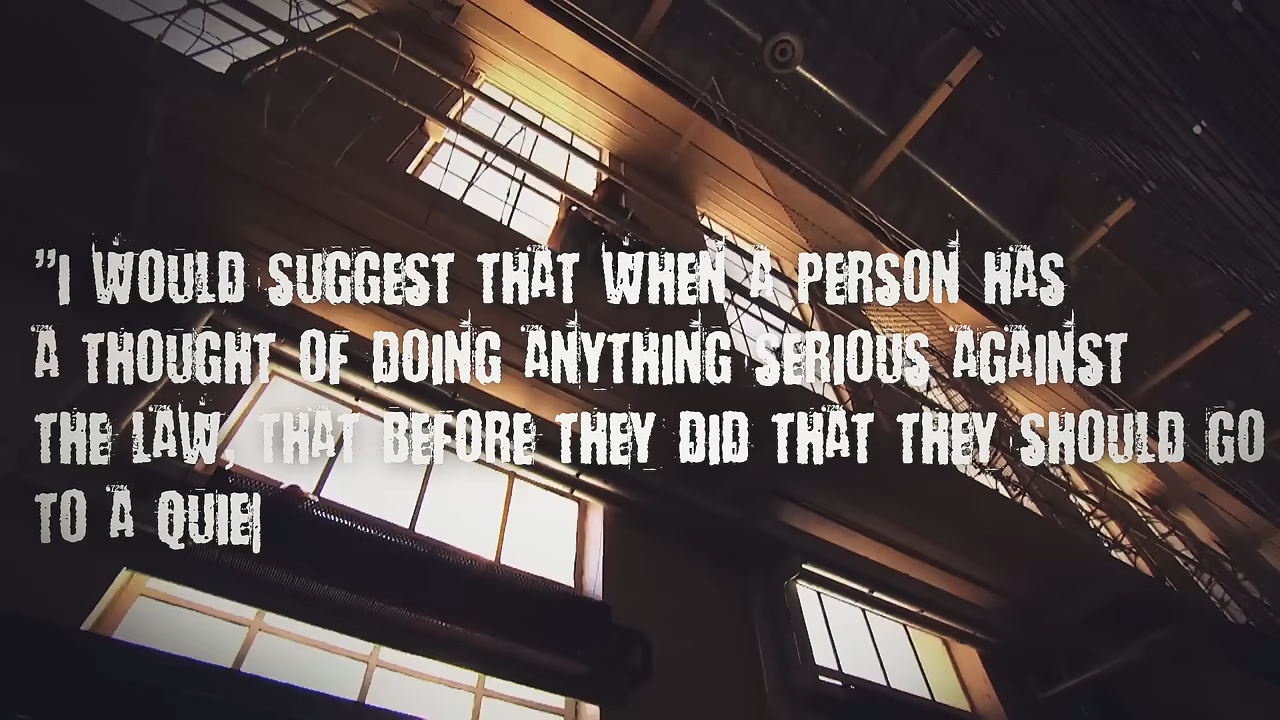 "I WOULD SUGGEST THAT WHEN A PERSON HAS
A THOUGHT OF DOING ANYTHING SERIOUS AGAINST
THE LAW, THAT BEFORE THEY DID THAT THEY SHOULD GO
TO A QUIE